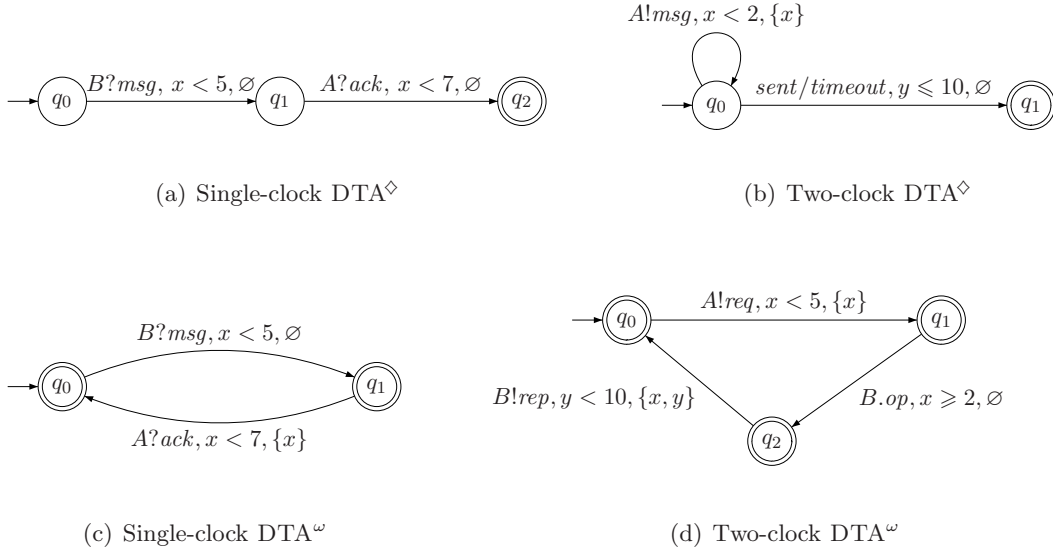 A!msg, x < 2, {x}
B?msg, x < 5, ∅
A?ack, x < 7, ∅
q₀
q₁
q₂
sent/timeout, y ⩽ 10, ∅
q₀
q₁
(a) Single-clock DTA◇
(b) Two-clock DTA◇
B?msg, x < 5, ∅
q₀
q₁
A?ack, x < 7, {x}
A!req, x < 5, {x}
q₀
q₁
B!rep, y < 10, {x, y}
B.op, x ⩾ 2, ∅
q₂
(c) Single-clock DTAω
(d) Two-clock DTAω